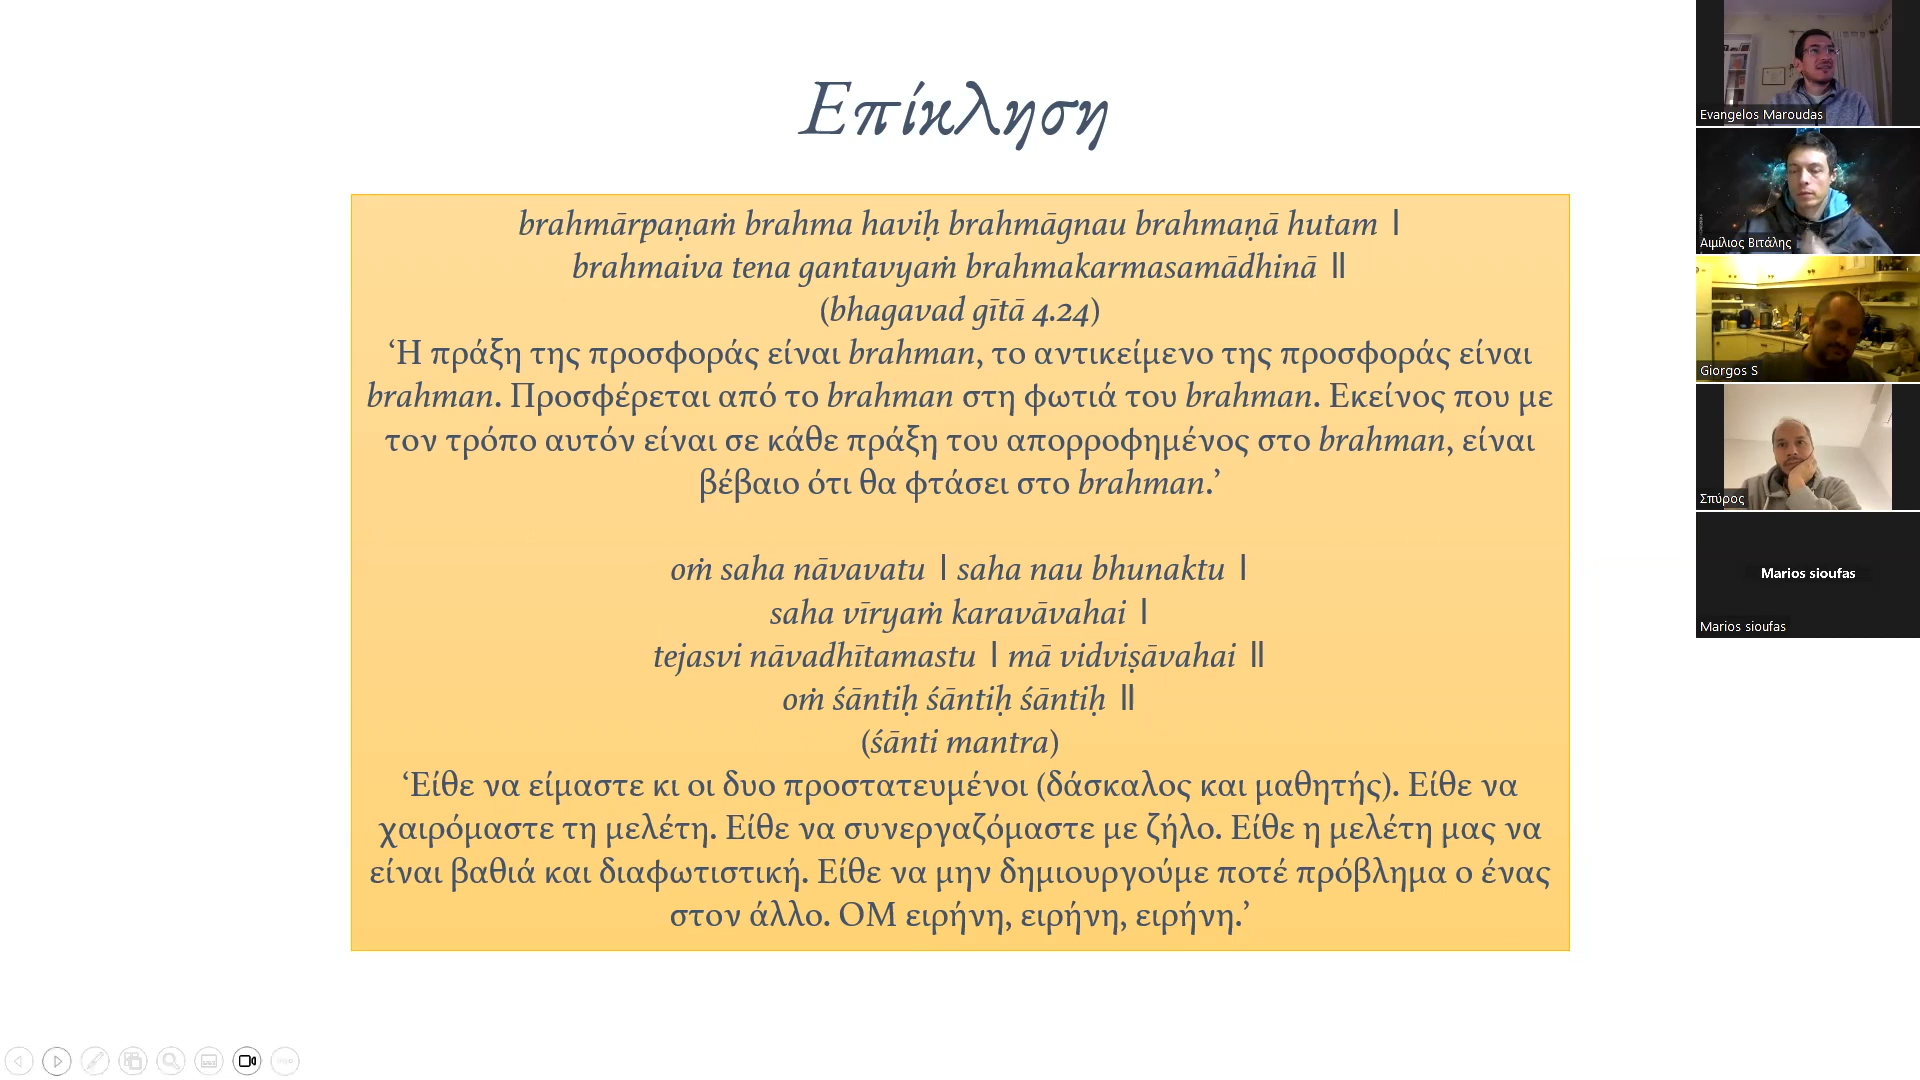 Επίκληση
brahmārpaṇaṁ brahma haviḥ brahmāgnau brahmaṇā hutam |
brahmaiva tena gantavyaṁ brahmakarmasamādhinā ||
(bhagavad gītā 4.24)
‘Η πράξη της προσφοράς είναι brahman, το αντικείμενο της προσφοράς είναι
brahman. Προσφέρεται από το brahman στη φωτιά του brahman. Εκείνος που με
τον τρόπο αυτόν είναι σε κάθε πράξη του απορροφημένος στο brahman, είναι
βέβαιο ότι θα φτάσει στο brahman.’
oṁ saha nāvavatu | saha nau bhunaktu |
saha vīryaṁ karavāvahai |
tejasvi nāvadhītamastu | mā vidviṣāvahai ||
oṁ śāntiḥ śāntiḥ śāntiḥ ||
(śānti mantra)
‘Είθε να είμαστε κι οι δυο προστατευμένοι (δάσκαλος και μαθητής). Είθε να
χαιρόμαστε τη μελέτη. Είθε να συνεργαζόμαστε με ζήλο. Είθε η μελέτη μας να
είναι βαθιά και διαφωτιστική. Είθε να μην δημιουργούμε ποτέ πρόβλημα ο ένας
στον άλλο. ΟΜ ειρήνη, ειρήνη, ειρήνη.’
Evangelos Maroudas
Αιμίλιος Βιτάλης
Giorgos S
Σπύρος
Marios sioufas
Marios sioufas